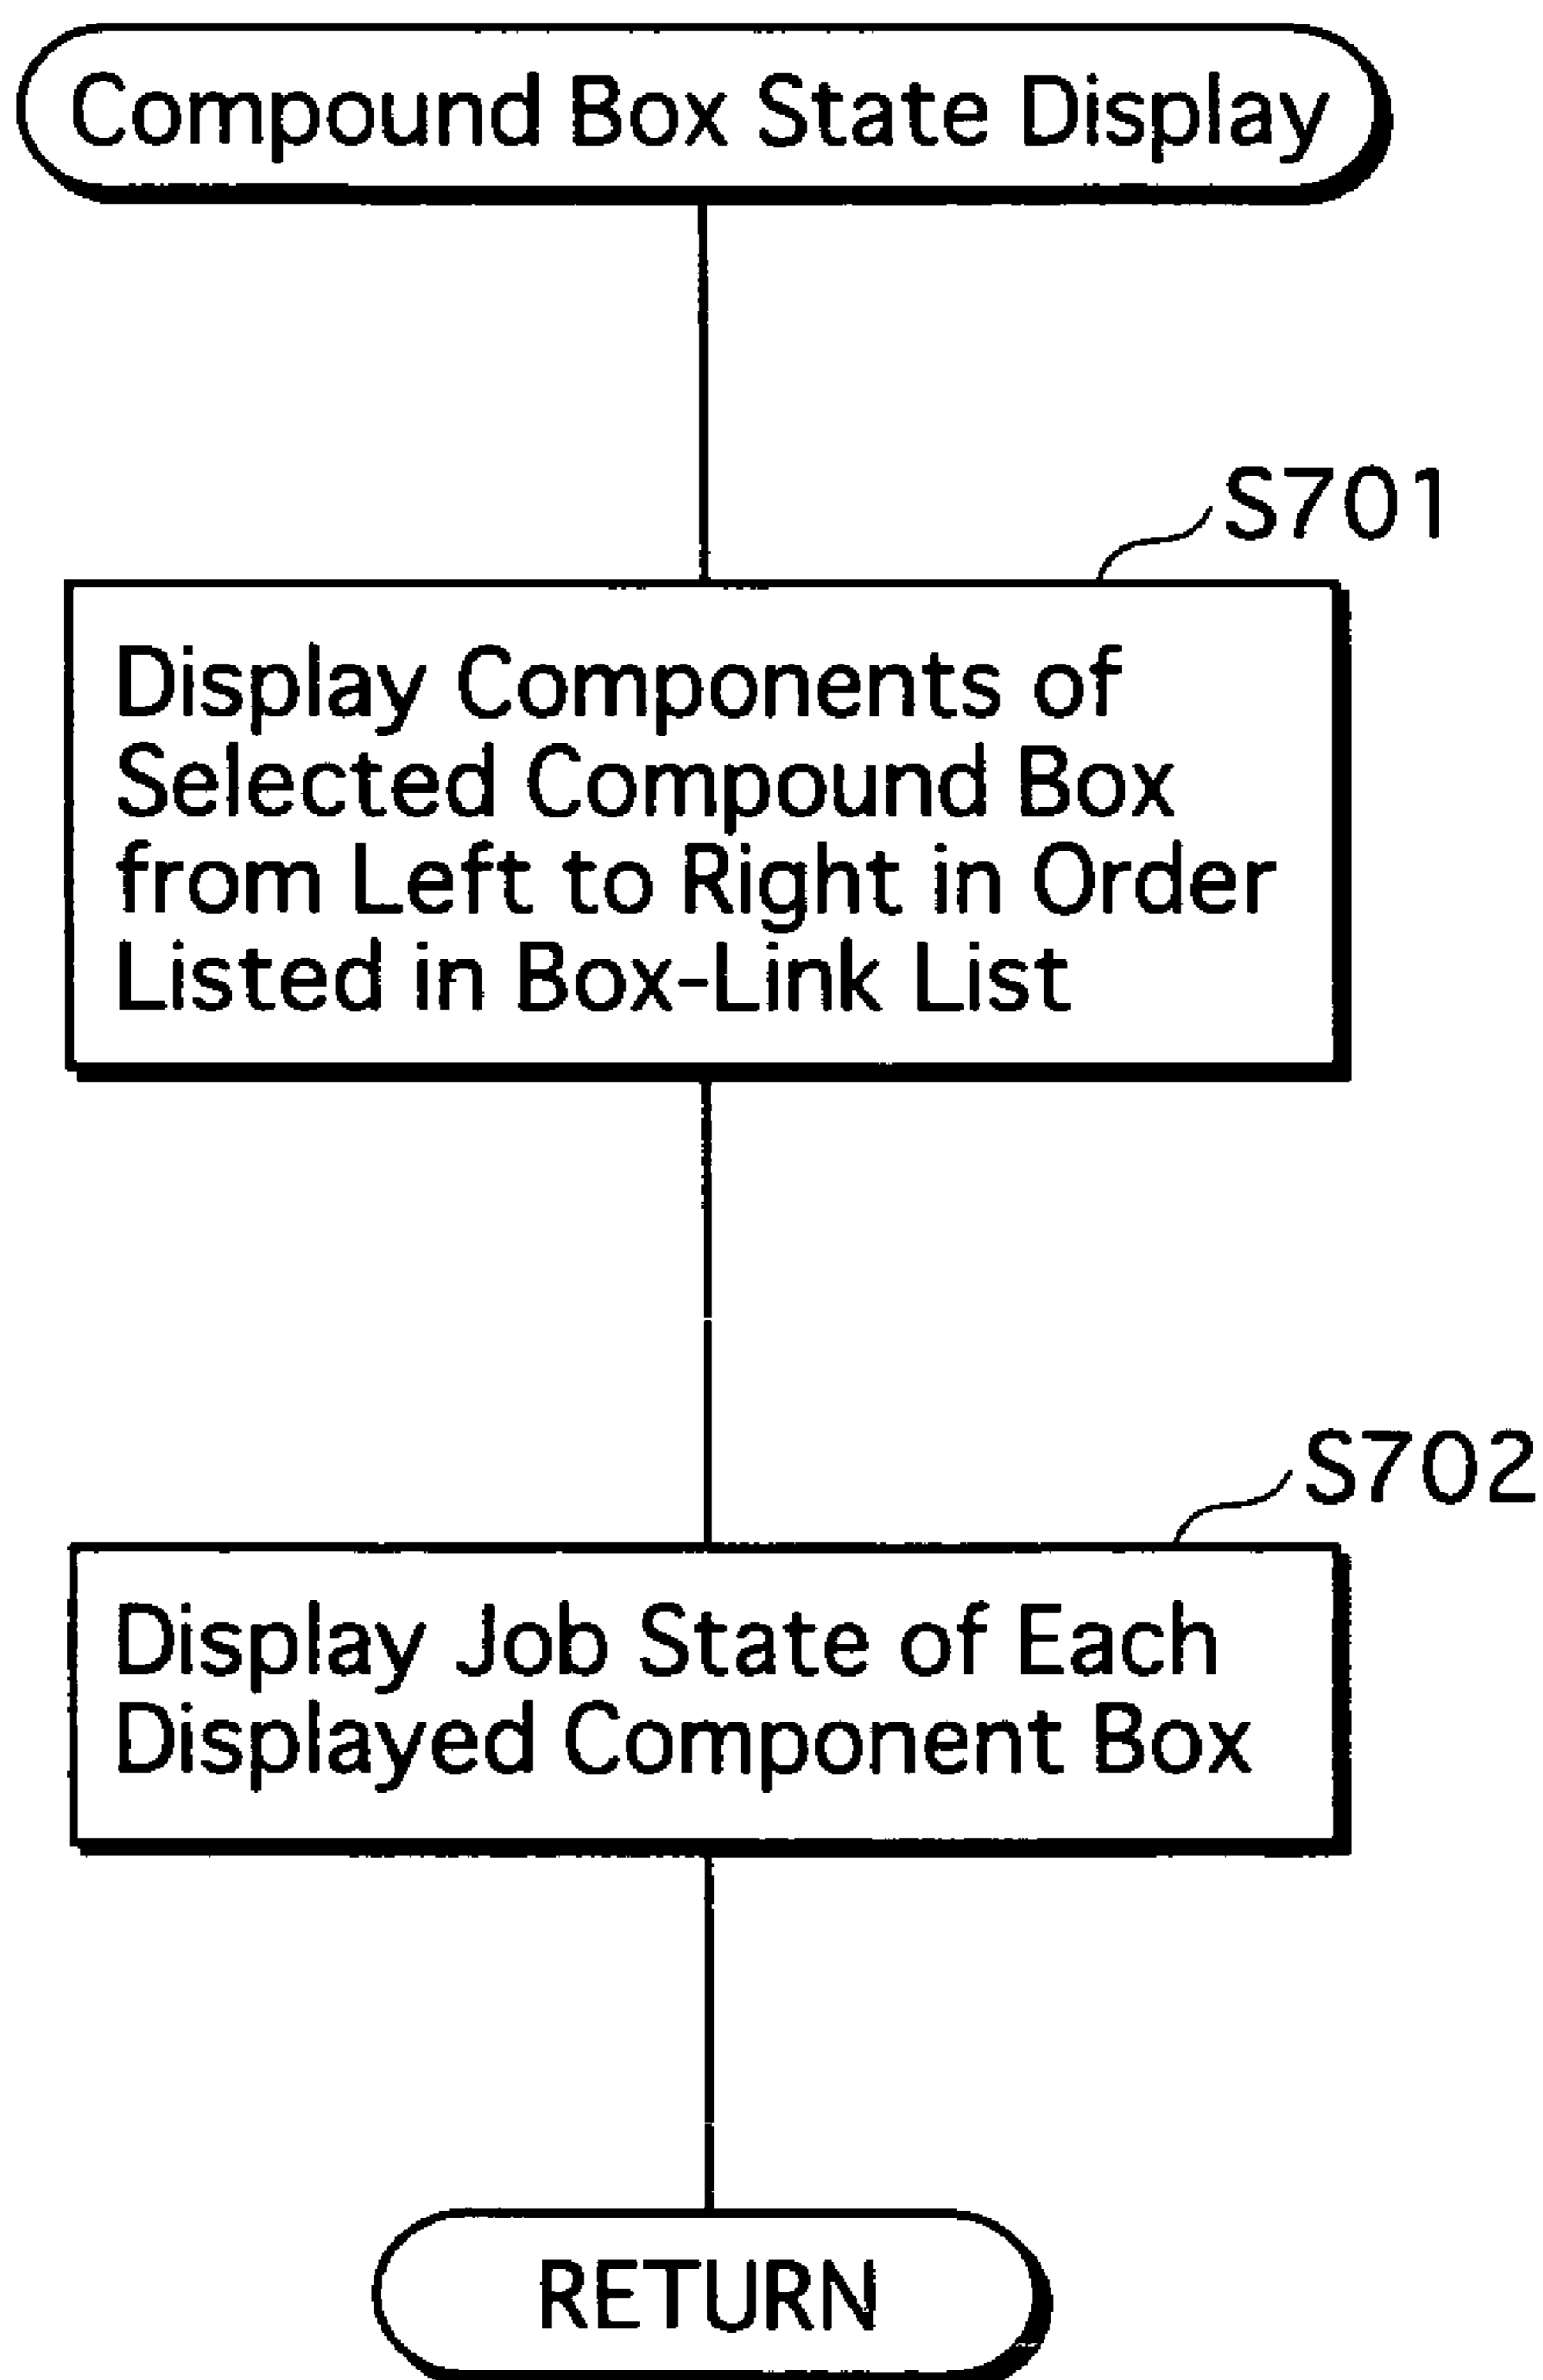 Compound Box State Display
S701
Display Components of
Selected Compound Box
from Left to Right in Order
Listed in Box-Link List
S702
Display Job State of Each
Displayed Component Box
RETURN